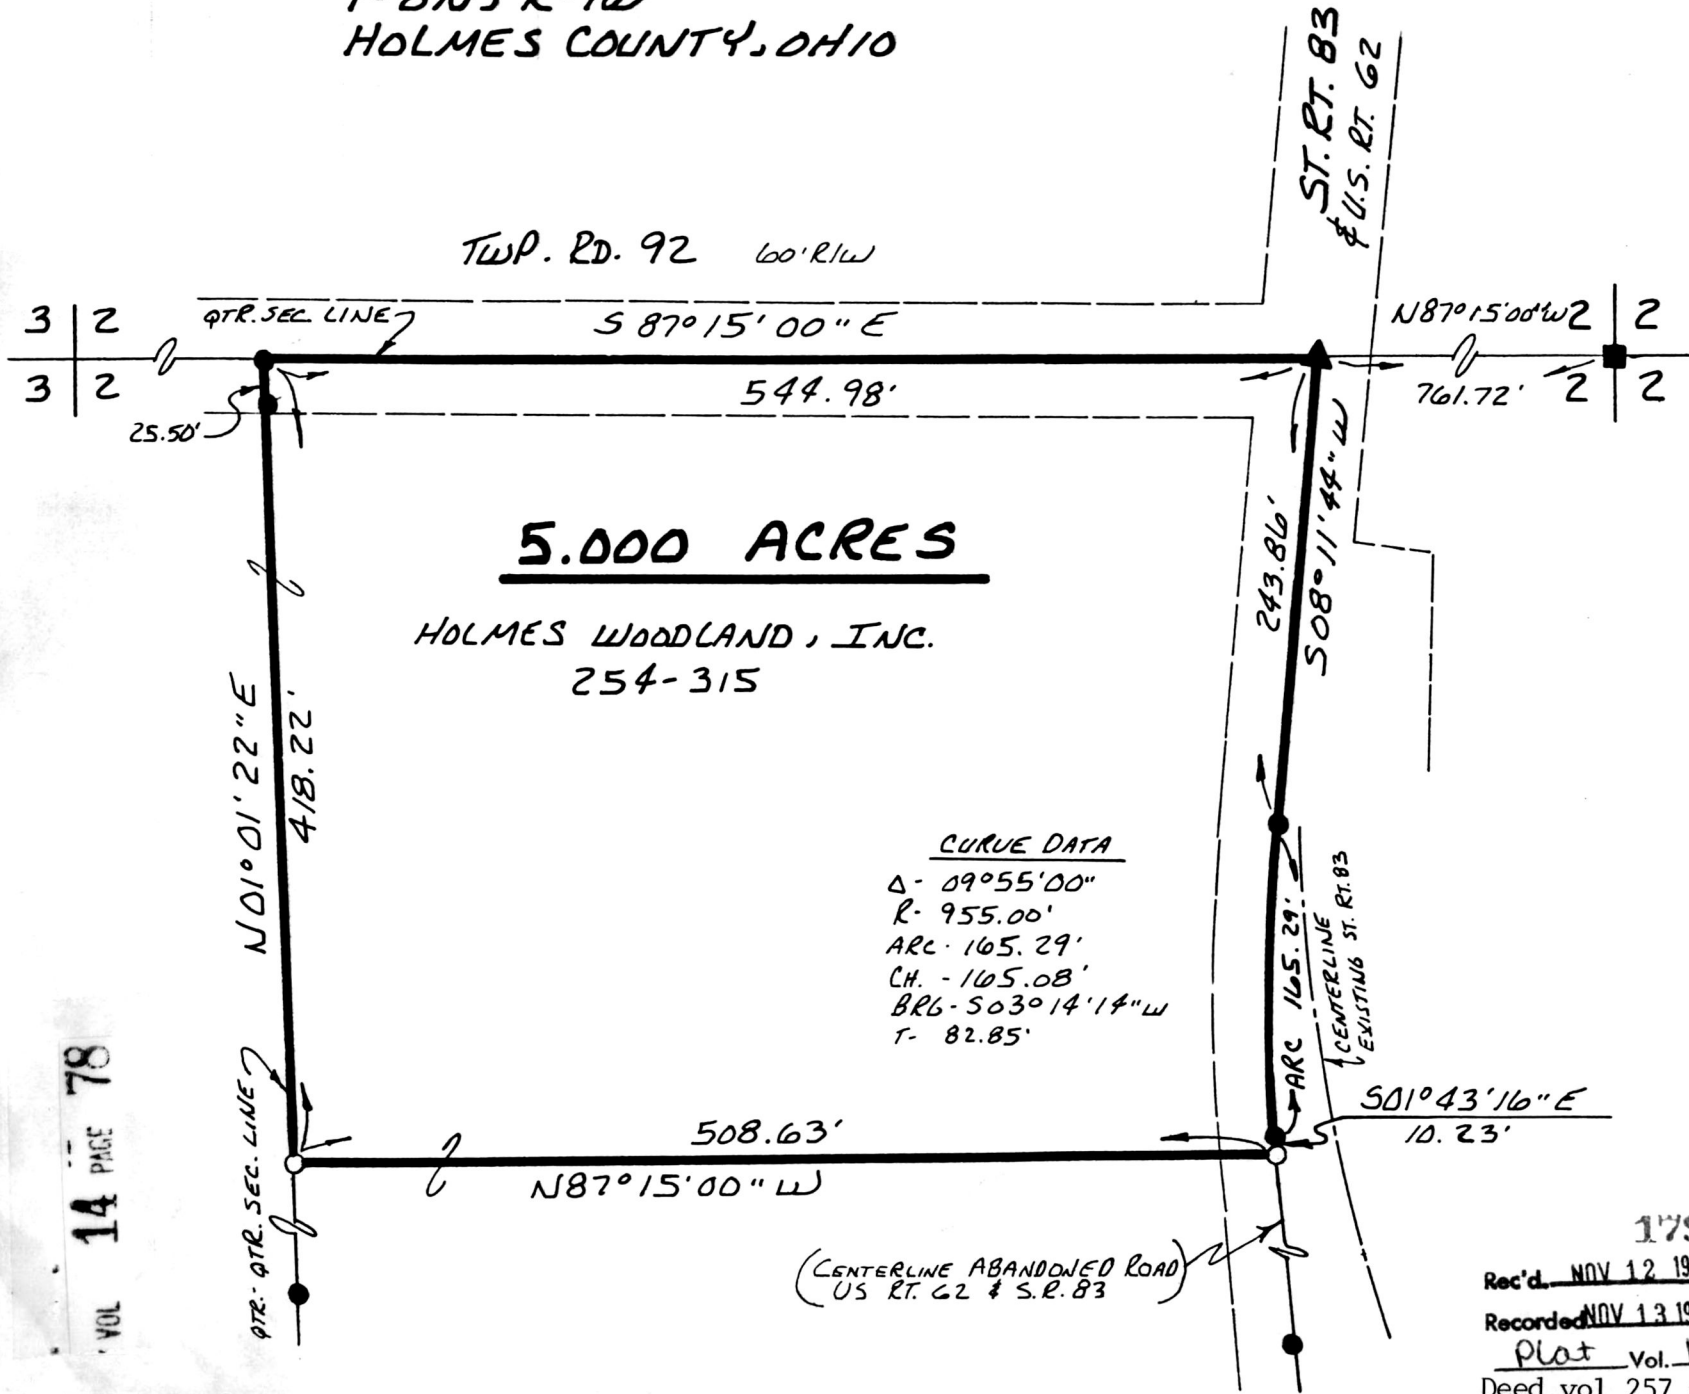 HOLMES COUNTY, OHIO
ST. RT. 83
& U.S. RT. 62
TWP. RD. 92 60' R/W
3 2
QTR. SEC. LINE
S 87° 15' 00" E
N87°15'00"W
2 2
3 2
25.50'
544.98'
761.72'
2 2
S08°11'44"W
243.86'
5.000 ACRES
HOLMES WOODLAND, INC.
254-315
N01°01'22"E
418.22'
CURVE DATA
Δ- 09°55'00"
R- 955.00'
ARC - 165.29'
CH. - 165.08'
BRG - S03°14'14"W
T- 82.85'
ARC 165.29'
CENTERLINE
EXISTING ST. RT. 83
S01°43'16"E
10.23'
508.63'
N87°15'00"W
QTR.- QTR. SEC. LINE
(CENTERLINE ABANDONED ROAD
US RT. 62 & S.R. 83)
VOL 14 PAGE 78
Rec'd. NOV 12
Recorded NOV 13
Plat Vol.
Deed vol 257